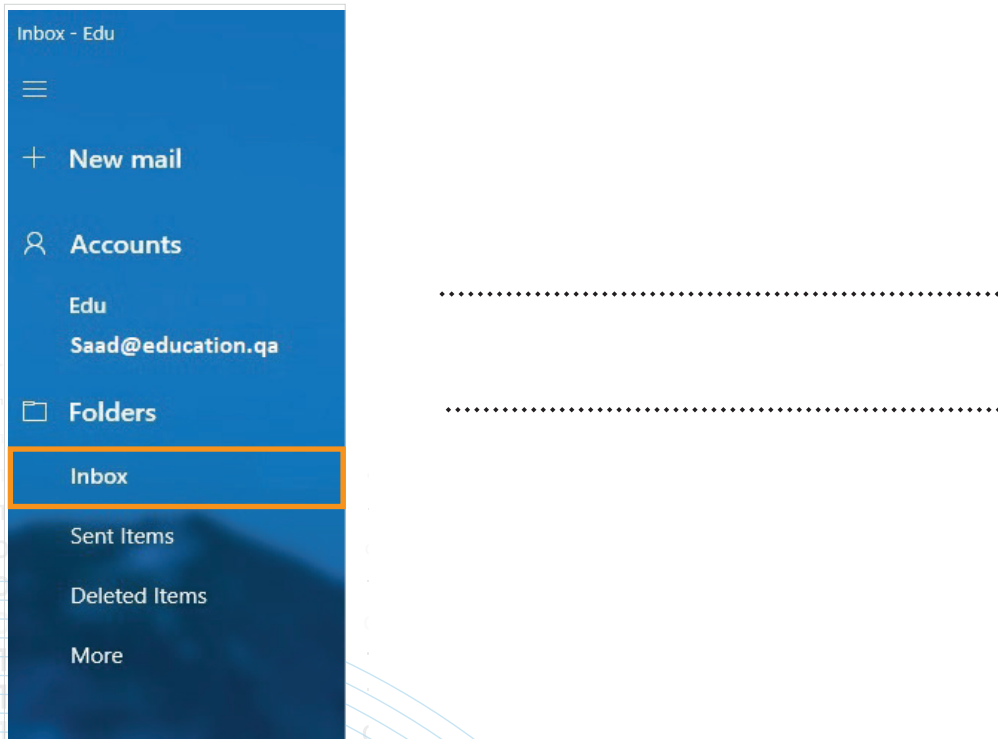 Inbox - Edu
New mail
Accounts
Edu
Saad@education.qa
Folders
Inbox
Sent Items
Deleted Items
More